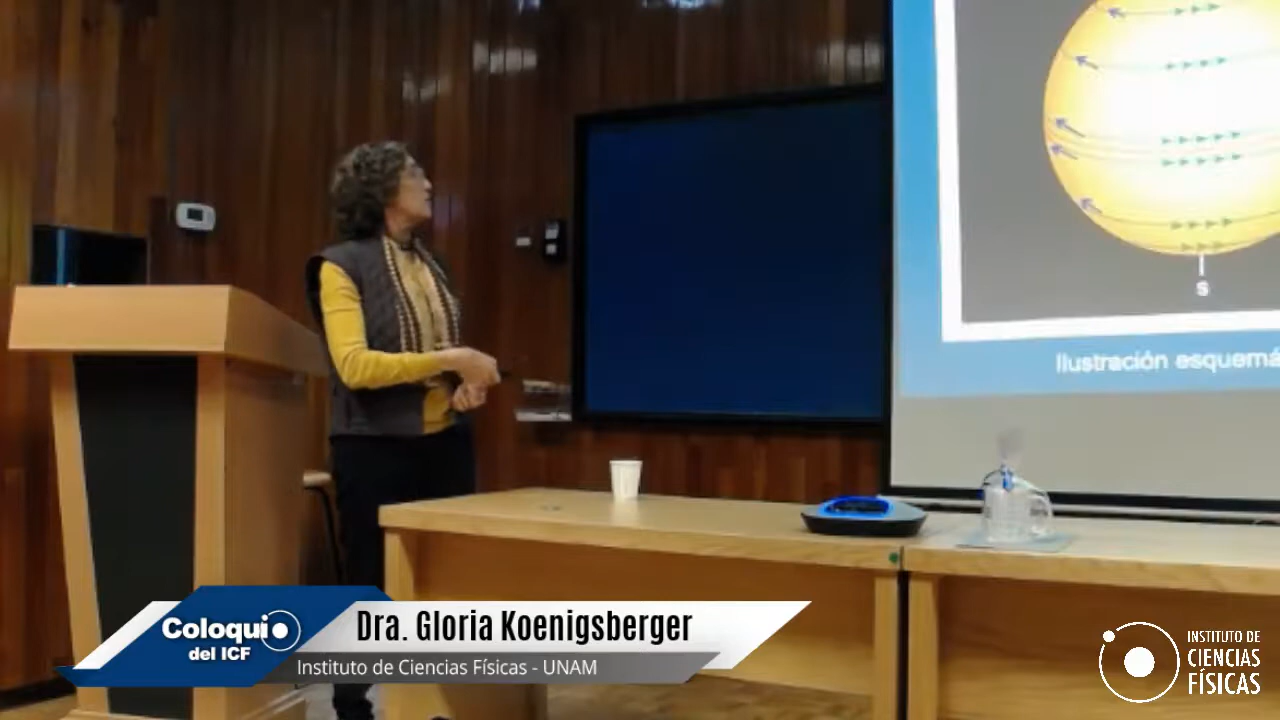 S
Ilustración esquemá
Coloquio
del ICF
Dra. Gloria Koenigsberger
Instituto de Ciencias Físicas - UNAM
INSTITUTO DE
CIENCIAS
FÍSICAS